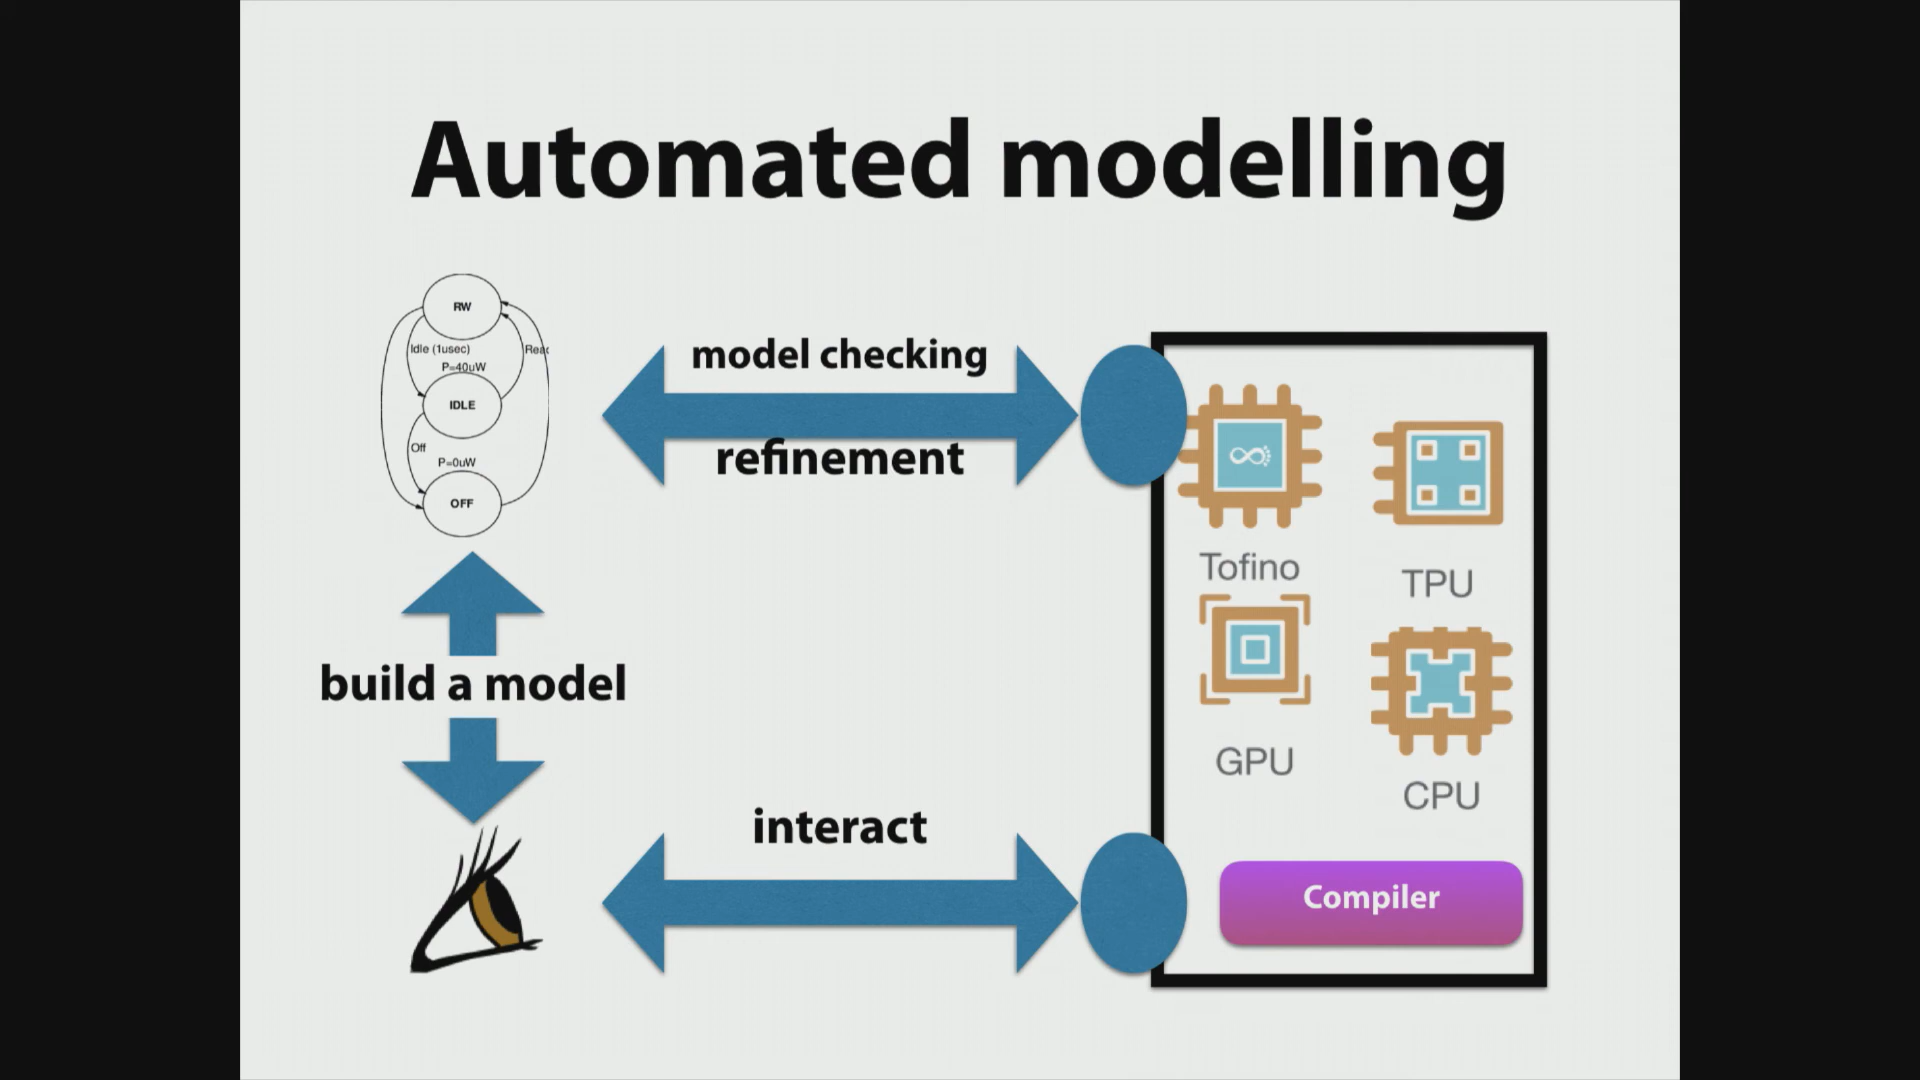 Automated modelling
RW
Idle (1usec)
P=40uW
IDLE
Off
P=0uW
OFF
model checking
refinement
build a model
interact
Tofino
TPU
GPU
CPU
Compiler